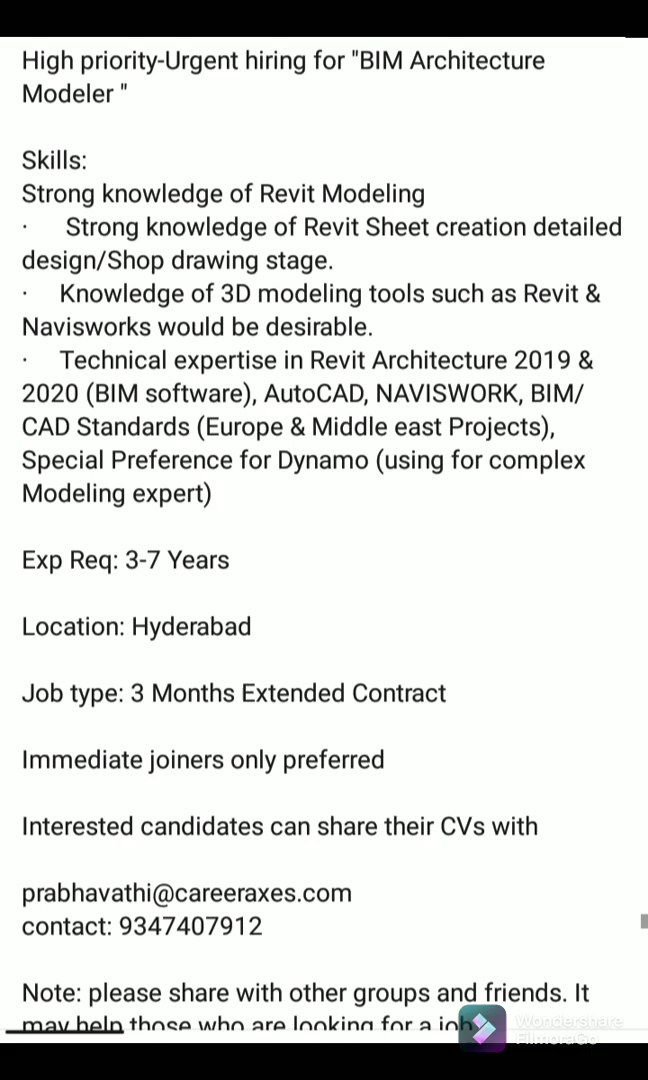 High priority-Urgent hiring for "BIM Architecture
Modeler "
Skills:
Strong knowledge of Revit Modeling
· Strong knowledge of Revit Sheet creation detailed
design/Shop drawing stage.
· Knowledge of 3D modeling tools such as Revit &
Navisworks would be desirable.
· Technical expertise in Revit Architecture 2019 &
2020 (BIM software), AutoCAD, NAVISWORK, BIM/
CAD Standards (Europe & Middle east Projects),
Special Preference for Dynamo (using for complex
Modeling expert)
Exp Req: 3-7 Years
Location: Hyderabad
Job type: 3 Months Extended Contract
Immediate joiners only preferred
Interested candidates can share their CVs with
prabhavathi@careeraxes.com
contact: 9347407912
Note: please share with other groups and friends. It
may help those who are looking for a job
Wondershare
FilmoraGo